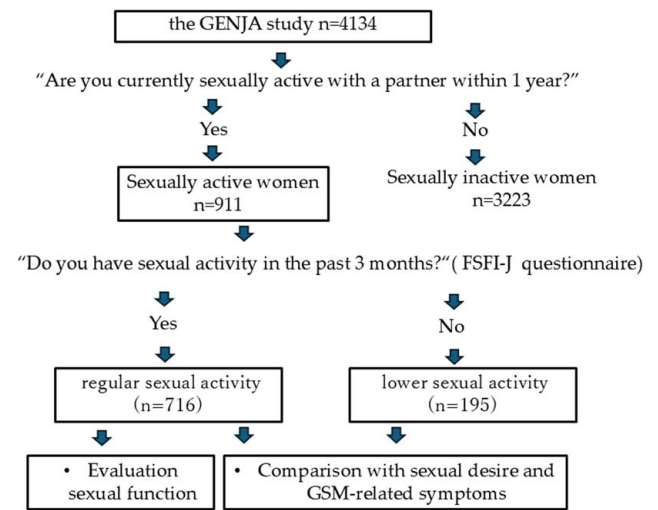 the GENJA study n=4134
“Are you currently sexually active with a partner within 1 year?”
Yes
No
Sexually active women
n=911
Sexually inactive women
n=3223
“Do you have sexual activity in the past 3 months?“( FSFI-J questionnaire)
Yes
No
regular sexual activity
(n=716)
lower sexual activity
(n=195)
• Evaluation
sexual function
• Comparison with sexual desire and
GSM-related symptoms